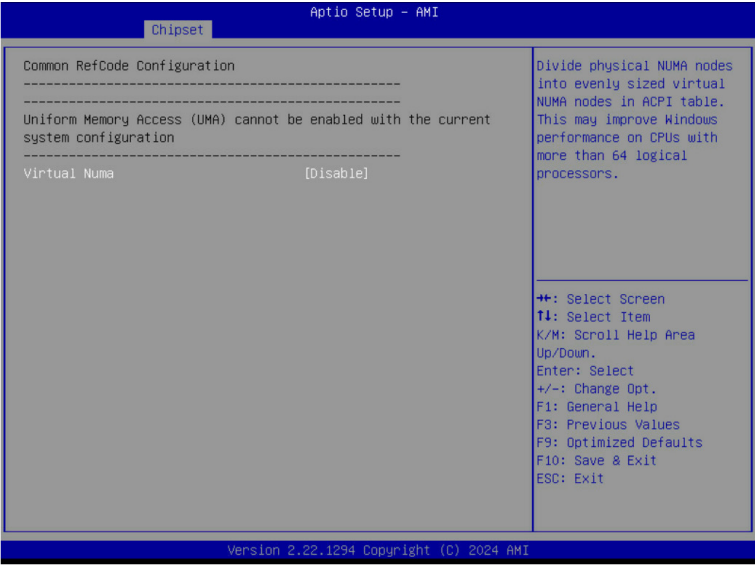 Aptio Setup – AMI
Chipset
Common RefCode Configuration
--------------------------------------------------
--------------------------------------------------
Uniform Memory Access (UMA) cannot be enabled with the current
system configuration
--------------------------------------------------
Virtual Numa [Disable]
Divide physical NUMA nodes
into evenly sized virtual
NUMA nodes in ACPI table.
This may improve Windows
performance on CPUs with
more than 64 logical
processors.
→←: Select Screen
↑↓: Select Item
K/M: Scroll Help Area
Up/Down.
Enter: Select
+/-: Change Opt.
F1: General Help
F3: Previous Values
F9: Optimized Defaults
F10: Save & Exit
ESC: Exit
Version 2.22.1294 Copyright (C) 2024 AMI